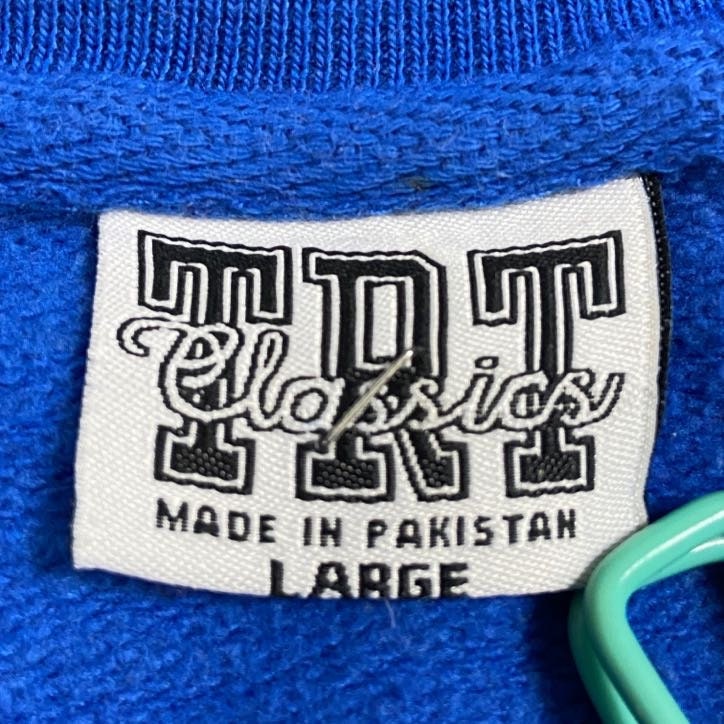 TRT
Classics
MADE IN PAKISTAN
LARGE